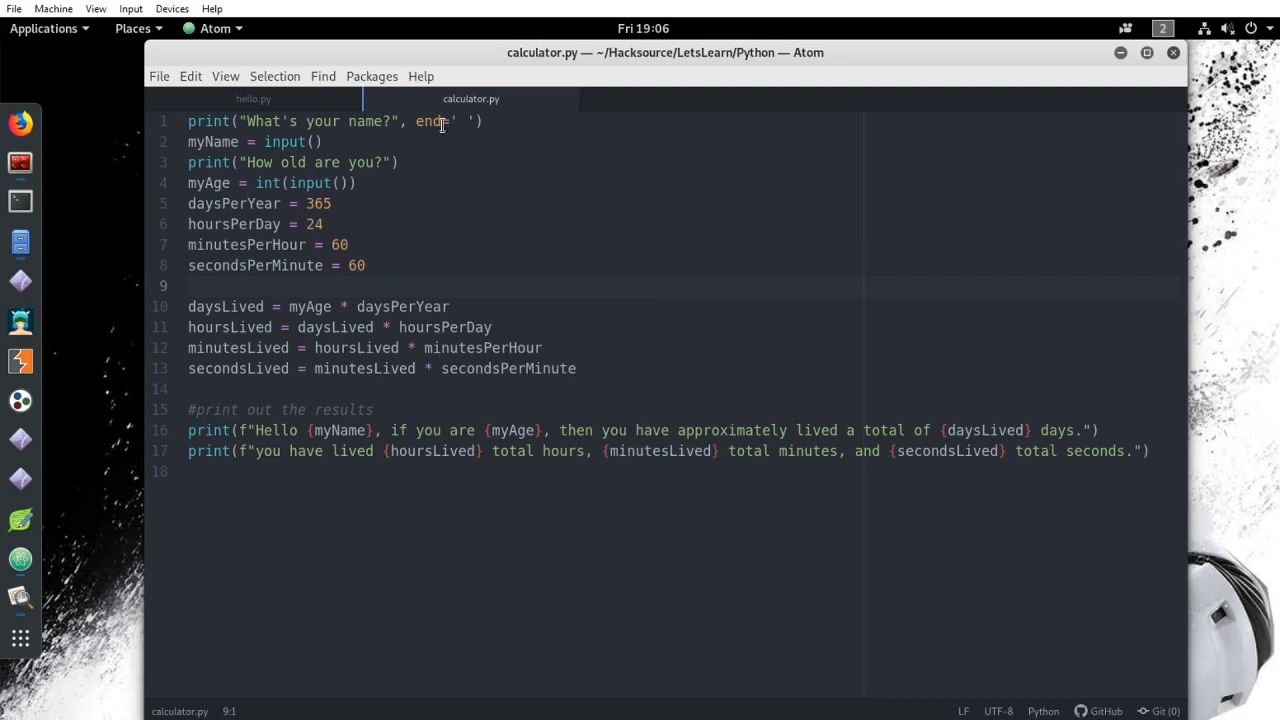 File Machine View Input Devices Help
Applications Places Atom Fri 19:06 2
calculator.py — ~/Hacksource/LetsLearn/Python — Atom
File Edit View Selection Find Packages Help
hello.py calculator.py
1 print("What's your name?", end=' ')
2 myName = input()
3 print("How old are you?")
4 myAge = int(input())
5 daysPerYear = 365
6 hoursPerDay = 24
7 minutesPerHour = 60
8 secondsPerMinute = 60
9
10 daysLived = myAge * daysPerYear
11 hoursLived = daysLived * hoursPerDay
12 minutesLived = hoursLived * minutesPerHour
13 secondsLived = minutesLived * secondsPerMinute
14
15 #print out the results
16 print(f"Hello {myName}, if you are {myAge}, then you have approximately lived a total of {daysLived} days.")
17 print(f"you have lived {hoursLived} total hours, {minutesLived} total minutes, and {secondsLived} total seconds.")
18
calculator.py 9:1 LF UTF-8 Python GitHub Git (0)